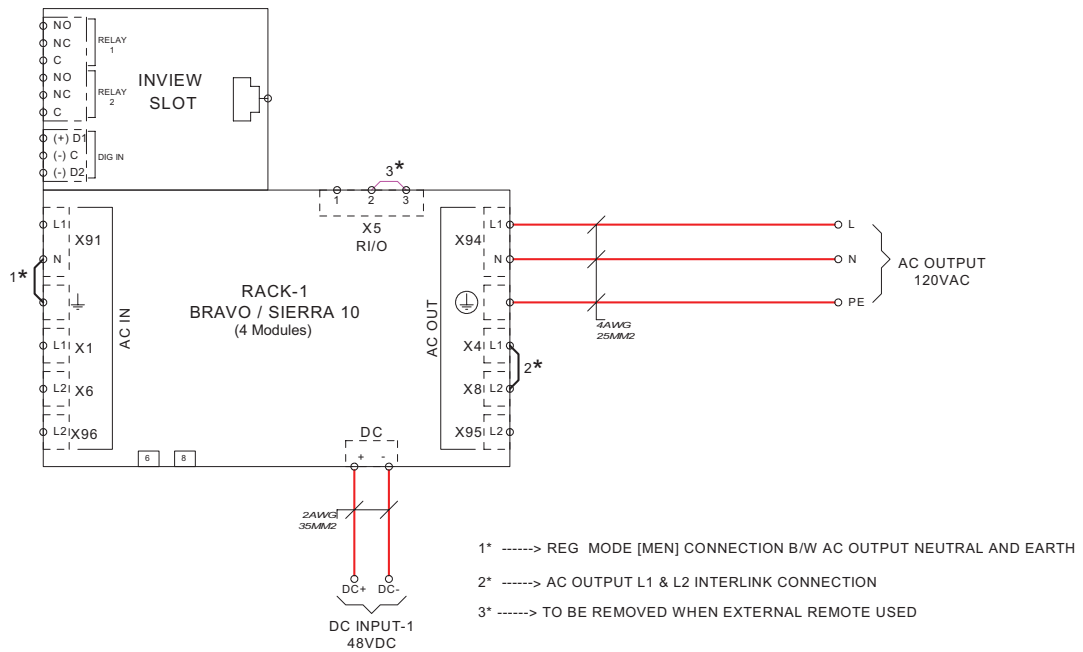 NO
NC
C
RELAY
1
NO
NC
C
RELAY
2
INVIEW
SLOT
(+) D1
(-) C
(-) D2
DIG IN
3*
1 2 3
X5
RI/O
L1
X91
N
1*
AC IN
L1 X1
L2 X6
L2 X96
RACK-1
BRAVO / SIERRA 10
(4 Modules)
AC OUT
X94 L1
N
X4 L1
X8 L2
2*
X95 L2
L
N
PE
AC OUTPUT
120VAC
4AWG
25MM2
6 8
DC
+ -
2AWG
35MM2
DC+ DC-
DC INPUT-1
48VDC
1* ------> REG MODE [MEN] CONNECTION B/W AC OUTPUT NEUTRAL AND EARTH
2* ------> AC OUTPUT L1 & L2 INTERLINK CONNECTION
3* ------> TO BE REMOVED WHEN EXTERNAL REMOTE USED